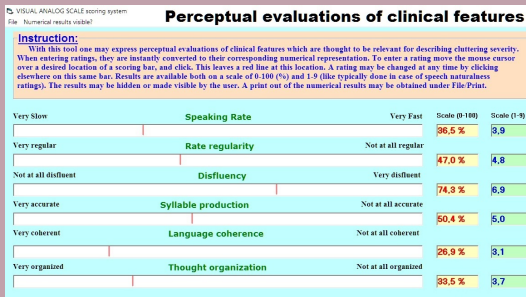 VISUAL ANALOG SCALE scoring system
File Numerical results visible?
Perceptual evaluations of clinical features
Instruction:
With this tool one may express perceptual evaluations of clinical features which are thought to be relevant for describing cluttering severity.
When entering ratings, they are instantly converted to their corresponding numerical representation. To enter a rating move the mouse cursor
over a desired location of a scoring bar, and click. This leaves a red line at this location. A rating may be changed at any time by clicking
elsewhere on this same bar. Results are available both on a scale of 0-100 (%) and 1-9 (like typically done in case of speech naturalness
ratings). The results may be hidden or made visible by the user. A print out of the numerical results may be obtained under File/Print.
Very Slow Speaking Rate Very Fast Scale (0-100) Scale (1-9)
36,5 % 3,9
Very regular Rate regularity Not at all regular
47,0 % 4,8
Not at all disfluent Disfluency Very disfluent
74,3 % 6,9
Very accurate Syllable production Not at all accurate
50,4 % 5,0
Very coherent Language coherence Not at all coherent
26,9 % 3,1
Very organized Thought organization Not at all organized
33,5 % 3,7